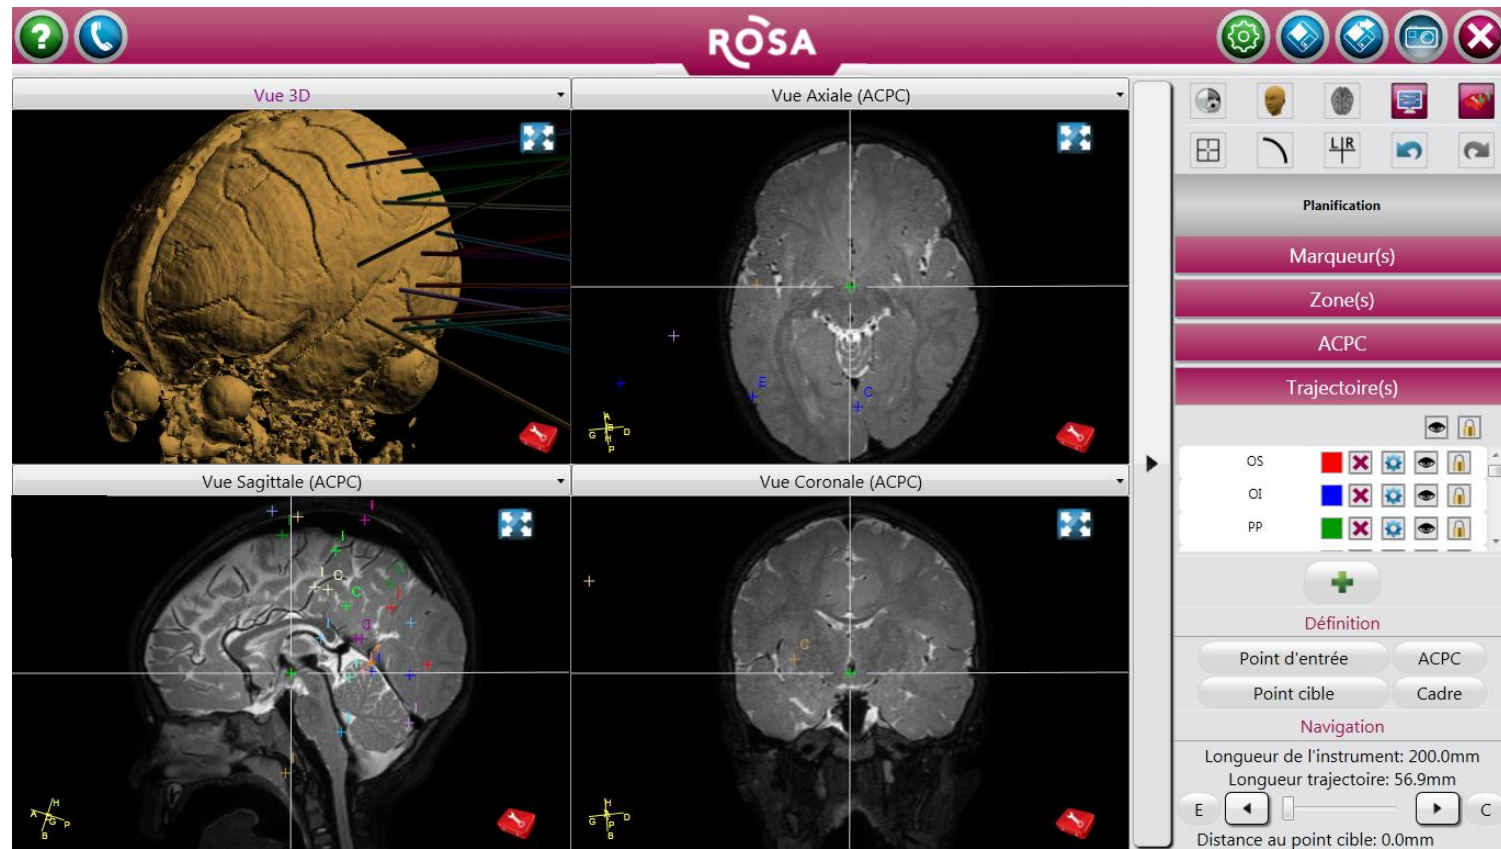 ROSA
Vue 3D
Vue Axiale (ACPC)
L R
Planification
Marqueur(s)
Zone(s)
ACPC
Trajectoire(s)
E
C
A
G
D
H
P
Vue Sagittale (ACPC)
Vue Coronale (ACPC)
OS
OI
PP
I
I
I
I
C
C
I
C
Définition
Point d'entrée
ACPC
Point cible
Cadre
Navigation
Longueur de l'instrument: 200.0mm
Longueur trajectoire: 56.9mm
E
C
Distance au point cible: 0.0mm
H
A
G
P
B
G
D